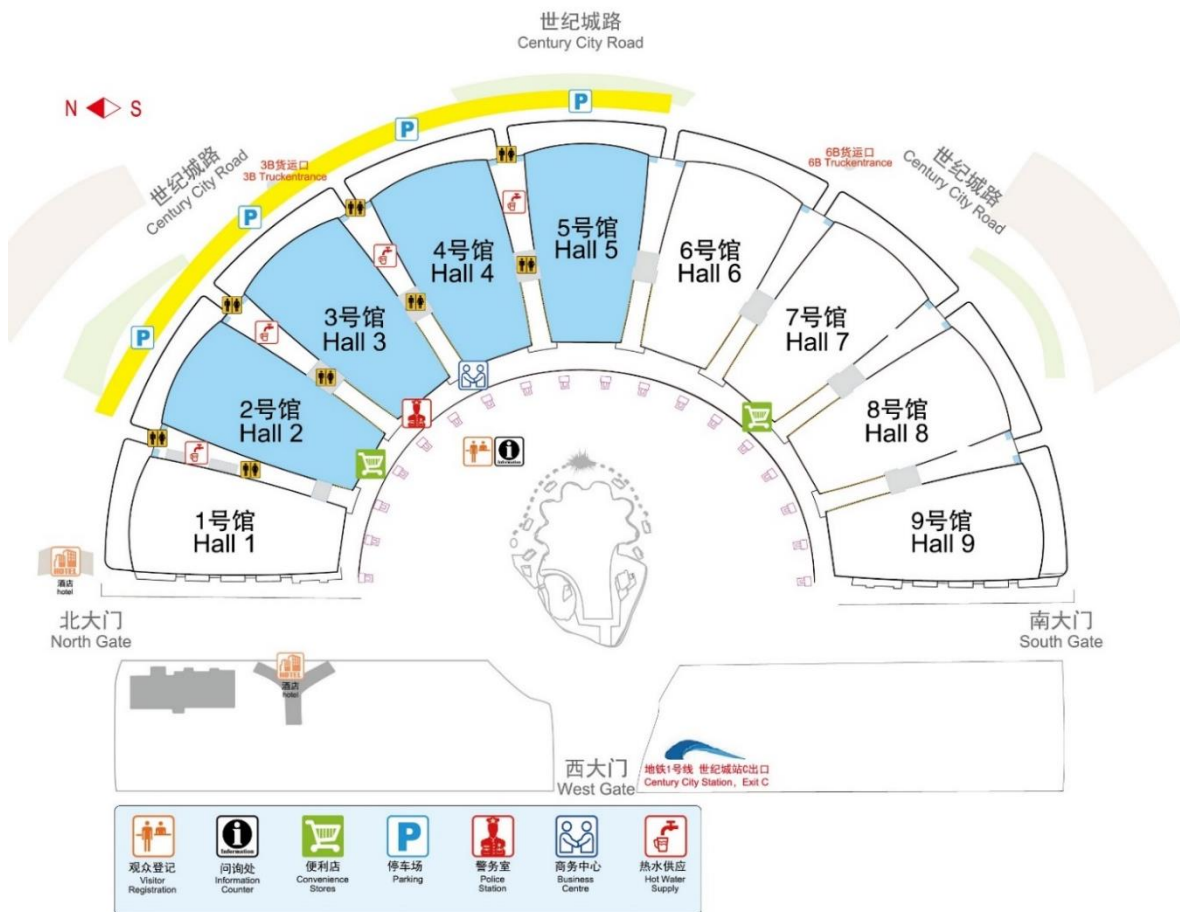 世纪城路
Century City Road
N S
P
P
P
P
3B货运口
3B Truckentrance
6B货运口
6B Truckentrance
世纪城路
Century City Road
世纪城路
Century City Road
5号馆
Hall 5
4号馆
Hall 4
6号馆
Hall 6
3号馆
Hall 3
7号馆
Hall 7
2号馆
Hall 2
8号馆
Hall 8
1号馆
Hall 1
9号馆
Hall 9
Information
HOTEL
酒店
hotel
北大门
North Gate
南大门
South Gate
HOTEL
酒店
hotel
西大门
West Gate
地铁1号线 世纪城站C出口
Century City Station, Exit C
Information
P
观众登记
Visitor
Registration
问询处
Information
Counter
便利店
Convenience
Stores
停车场
Parking
警务室
Police
Station
商务中心
Business
Centre
热水供应
Hot Water
Supply